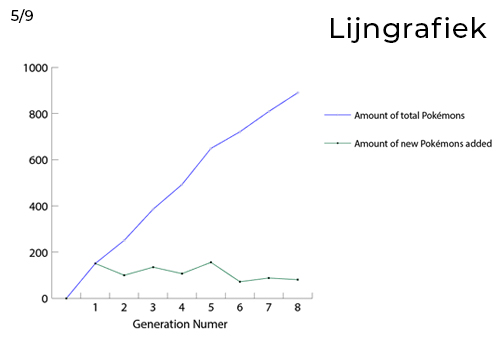 5/9
Lijngrafiek
1000
800
600
400
200
0
1 2 3 4 5 6 7 8
Generation Numer
Amount of total Pokémons
Amount of new Pokémons added